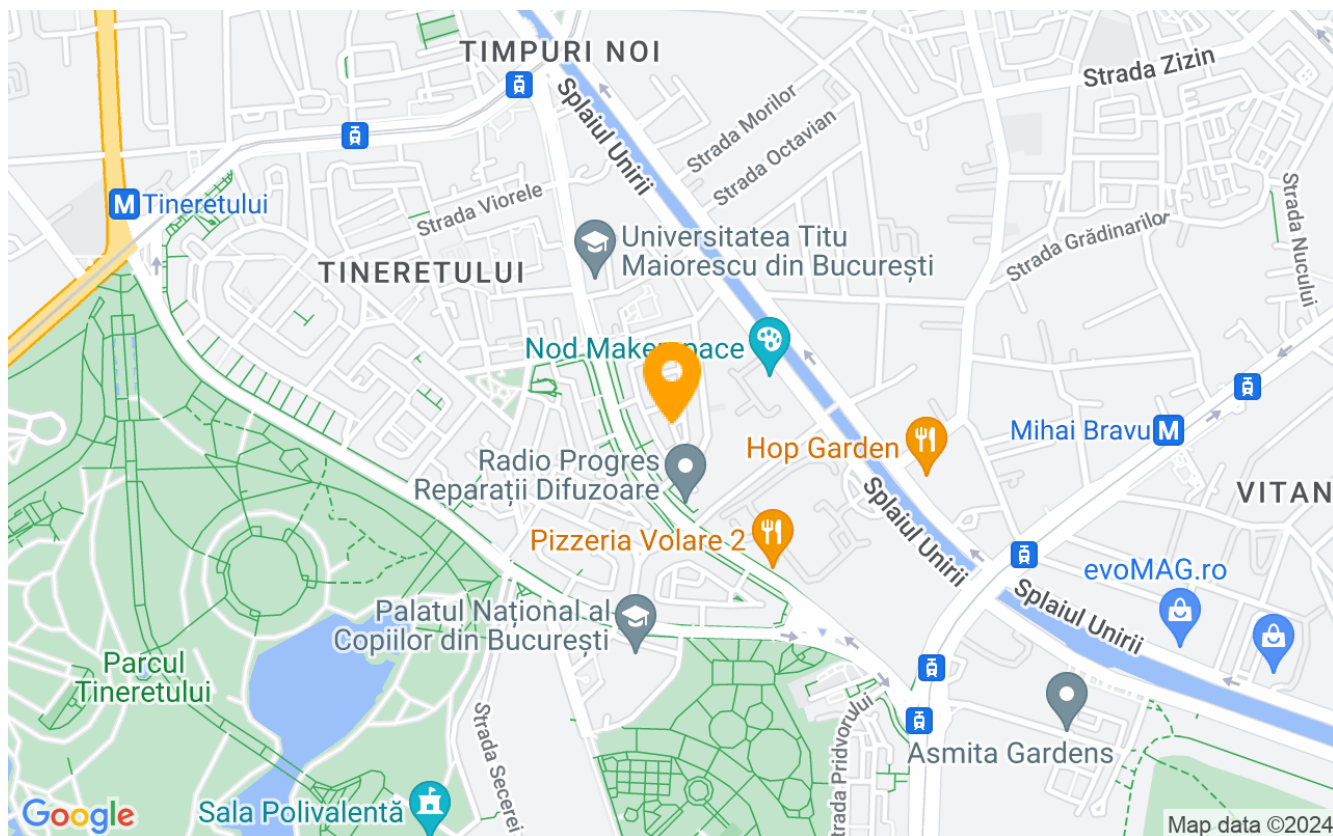 TIMPURI NOI
Strada Zizin
Splaiul Unirii
Strada Morilor
Strada Octavian
M Tineretului
Strada Viorele
Strada Nucului
Universitatea Titu
Maiorescu din București
Strada Grădinarilor
TINERETULUI
Nod Makerspace
Mihai Bravu M
Hop Garden
Radio Progres
Reparații Difuzoare
VITAN
Splaiul Unirii
Pizzeria Volare 2
evoMAG.ro
Splaiul Unirii
Palatul Național al
Copiilor din București
Parcul
Tineretului
Strada Pridvorului
Strada Secerei
Asmita Gardens
Sala Polivalentă
Google
Map data ©2024